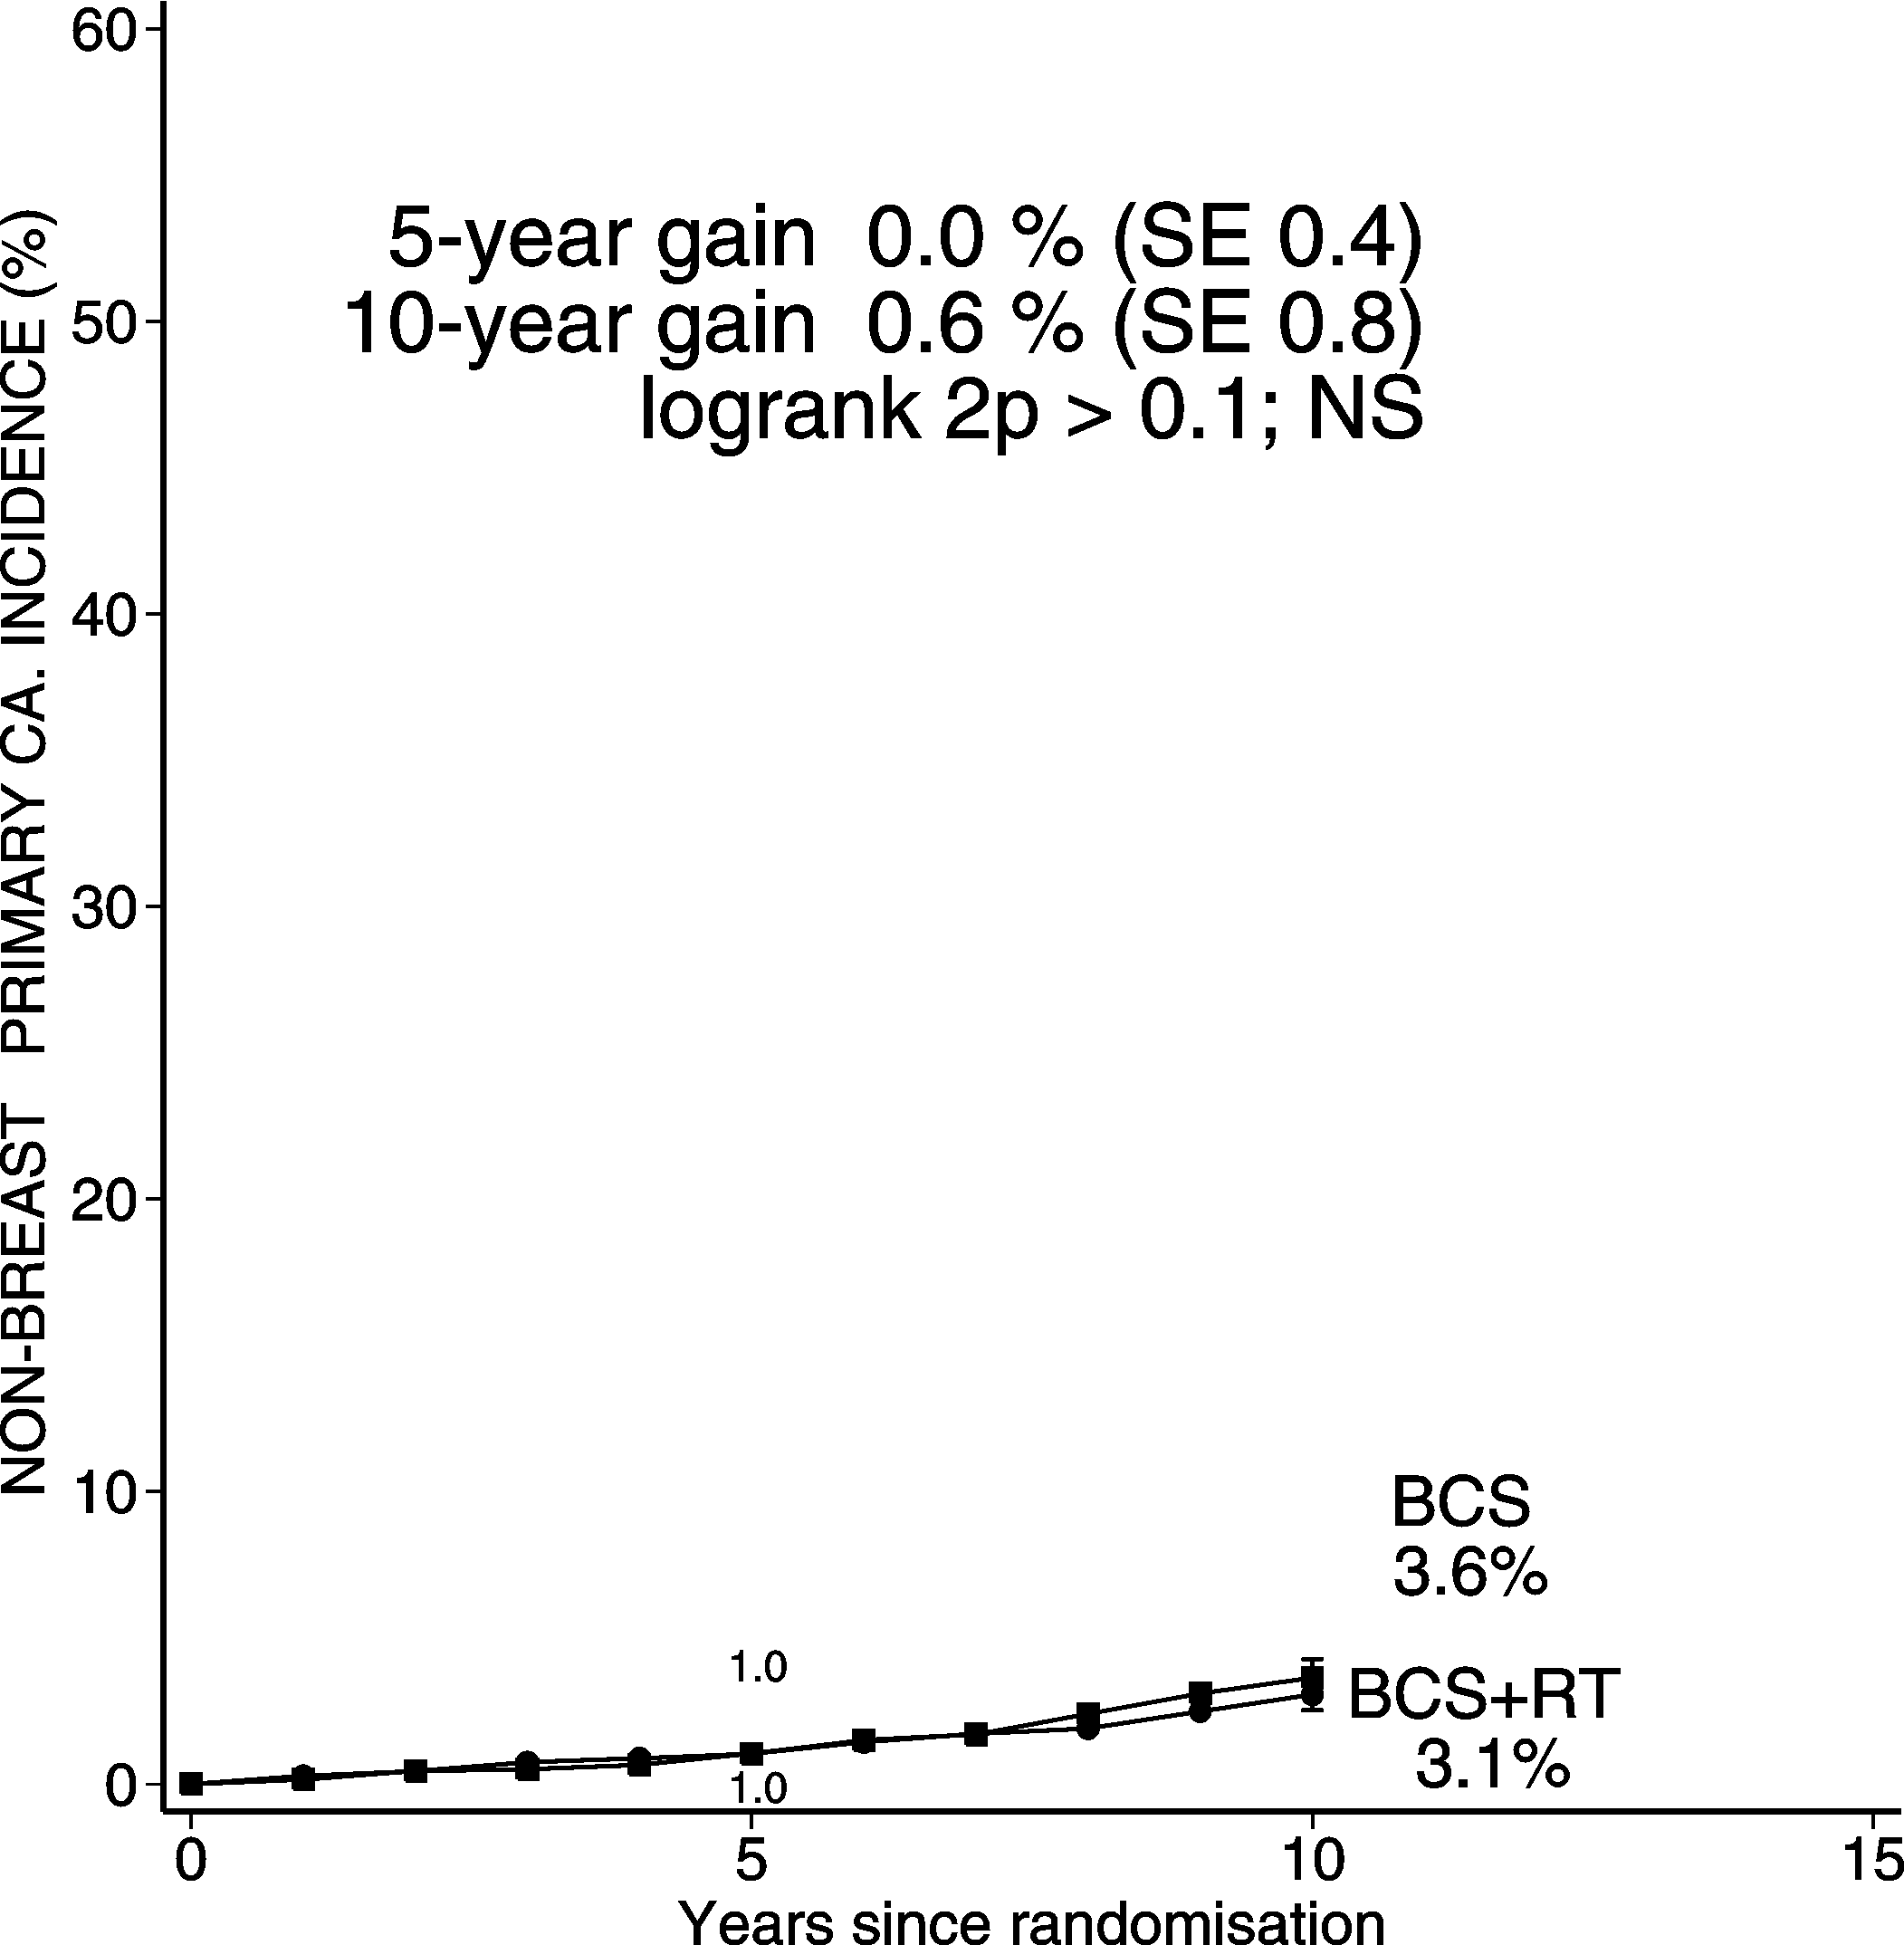 NON-BREAST PRIMARY CA. INCIDENCE (%)
60
50
40
30
20
10
0
5-year gain 0.0 % (SE 0.4)
10-year gain 0.6 % (SE 0.8)
logrank 2p > 0.1; NS
BCS
3.6%
1.0
BCS+RT
3.1%
1.0
0 5 10 15
Years since randomisation